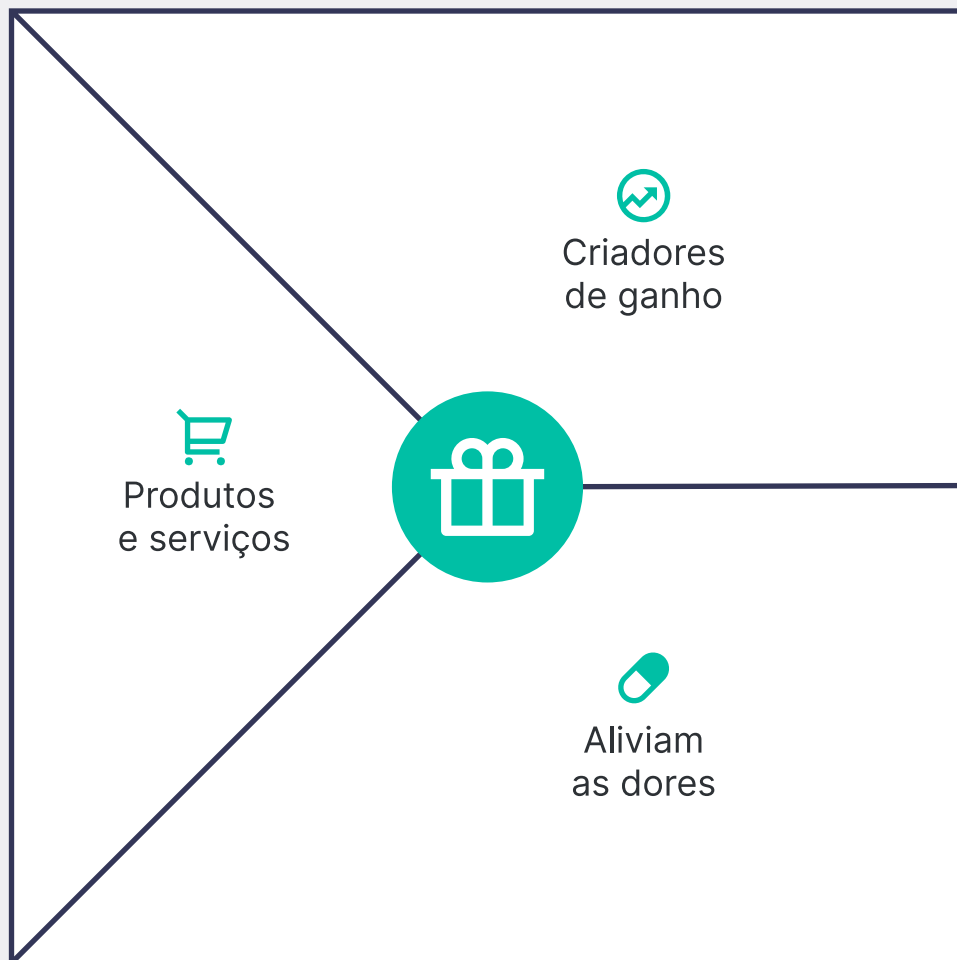 Criadores
de ganho
Produtos
e serviços
Aliviam
as dores